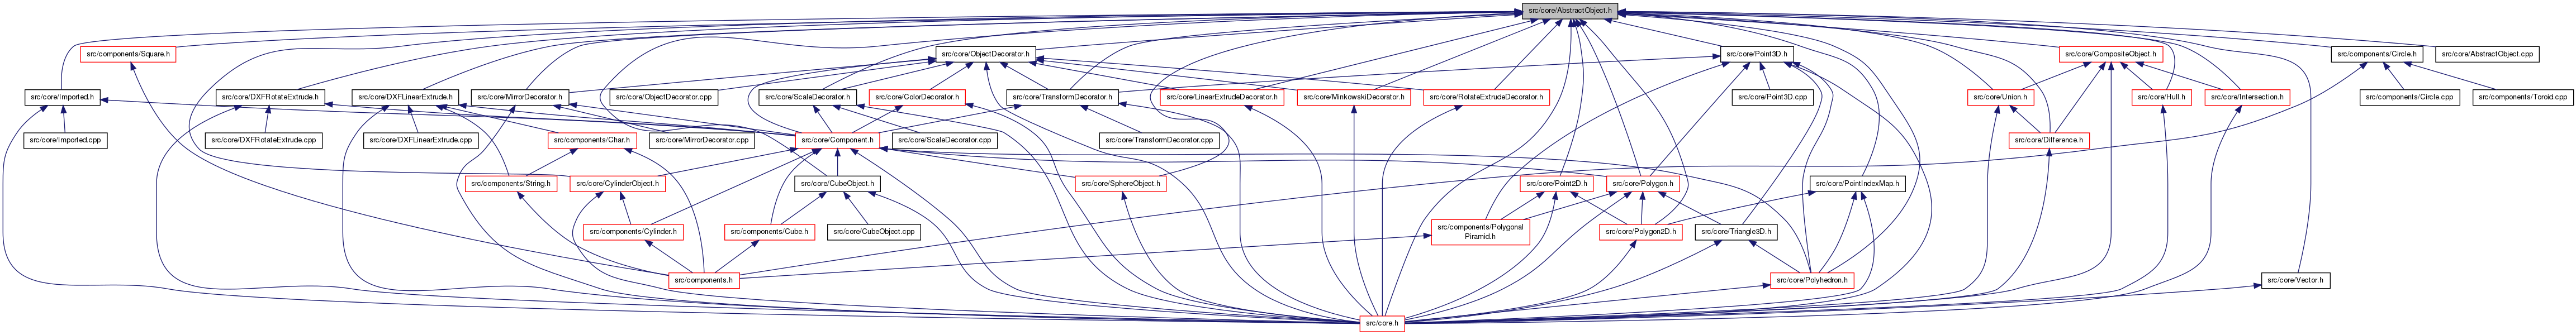 src/core/AbstractObject.h
src/components/Square.h
src/core/ObjectDecorator.h
src/core/Point3D.h
src/core/CompositeObject.h
src/components/Circle.h
src/core/AbstractObject.cpp
src/core/Imported.h
src/core/DXFRotateExtrude.h
src/core/DXFLinearExtrude.h
src/core/MirrorDecorator.h
src/core/ObjectDecorator.cpp
src/core/ScaleDecorator.h
src/core/ColorDecorator.h
src/core/TransformDecorator.h
src/core/LinearExtrudeDecorator.h
src/core/MinkowskiDecorator.h
src/core/RotateExtrudeDecorator.h
src/core/Point3D.cpp
src/core/Union.h
src/core/Hull.h
src/core/Intersection.h
src/components/Circle.cpp
src/components/Toroid.cpp
src/core/Imported.cpp
src/core/DXFRotateExtrude.cpp
src/core/DXFLinearExtrude.cpp
src/components/Char.h
src/core/MirrorDecorator.cpp
src/core/Component.h
src/core/ScaleDecorator.cpp
src/core/TransformDecorator.cpp
src/core/Difference.h
src/components/String.h
src/core/CylinderObject.h
src/core/CubeObject.h
src/core/SphereObject.h
src/core/Point2D.h
src/core/Polygon.h
src/core/PointIndexMap.h
src/components/Cylinder.h
src/components/Cube.h
src/core/CubeObject.cpp
src/components/Polygonal
Piramid.h
src/core/Polygon2D.h
src/core/Triangle3D.h
src/components.h
src/core/Polyhedron.h
src/core/Vector.h
src/core.h